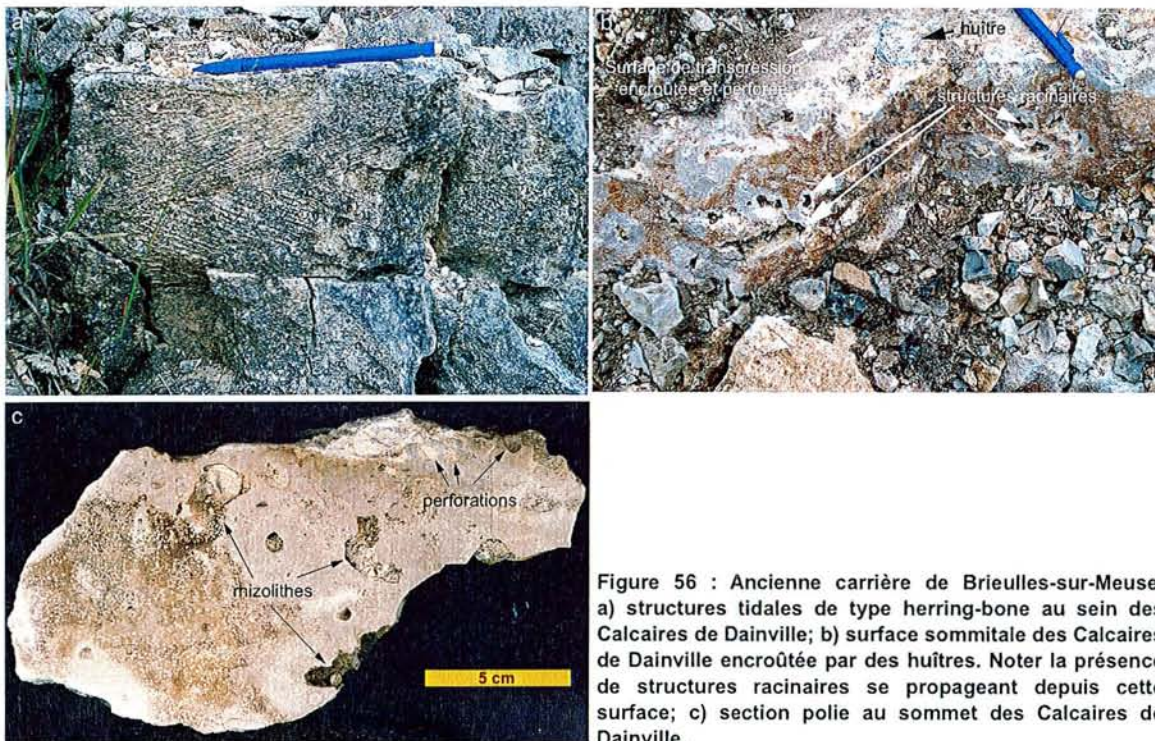 a
b
huître
Surface de transgression
encroutée et perforée
structures racinaires
c
perforations
rhizolithes
5 cm
Figure 56 : Ancienne carrière de Brieulles-sur-Meuse
a) structures tidales de type herring-bone au sein des
Calcaires de Dainville; b) surface sommitale des Calcaires
de Dainville encroûtée par des huîtres. Noter la présence
de structures racinaires se propageant depuis cette
surface; c) section polie au sommet des Calcaires de
Dainville.